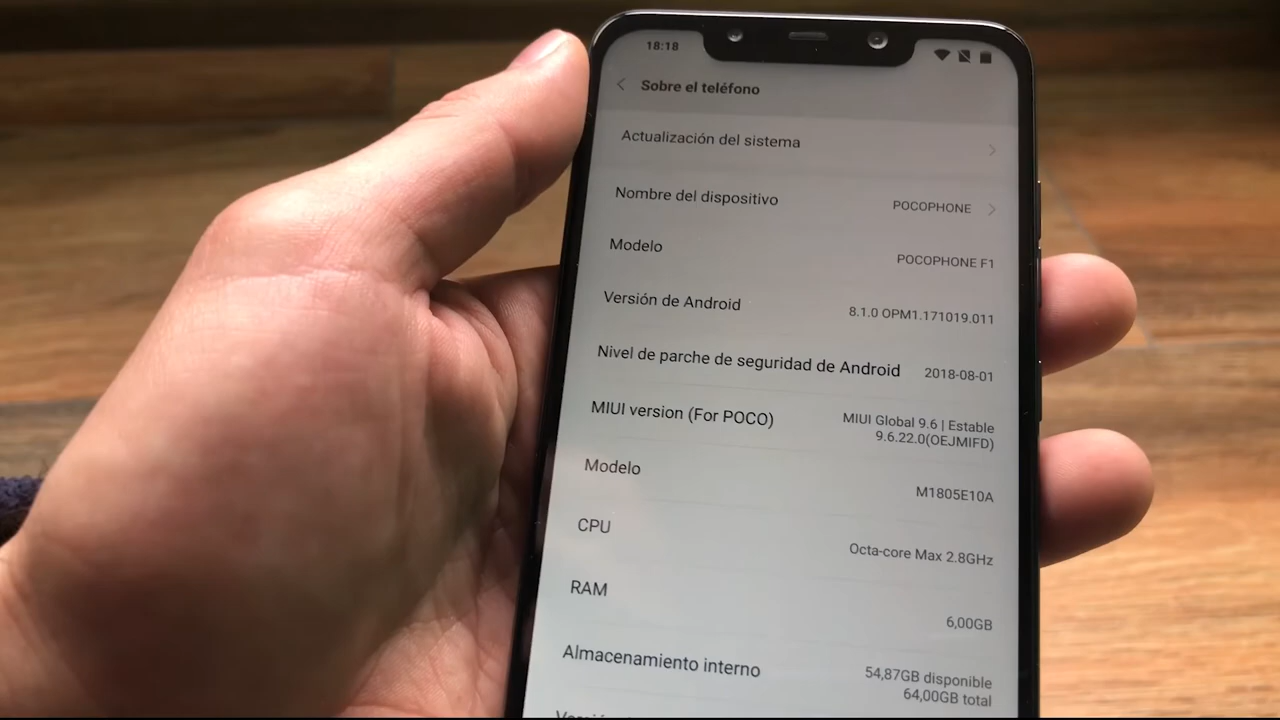 18:18
Sobre el teléfono
Actualización del sistema
Nombre del dispositivo POCOPHONE
Modelo POCOPHONE F1
Versión de Android 8.1.0 OPM1.171019.011
Nivel de parche de seguridad de Android 2018-08-01
MIUI version (For POCO) MIUI Global 9.6 | Estable
9.6.22.0(OEJMIFD)
Modelo M1805E10A
CPU Octa-core Max 2.8GHz
RAM 6,00GB
Almacenamiento interno 54,87GB disponible
64,00GB total